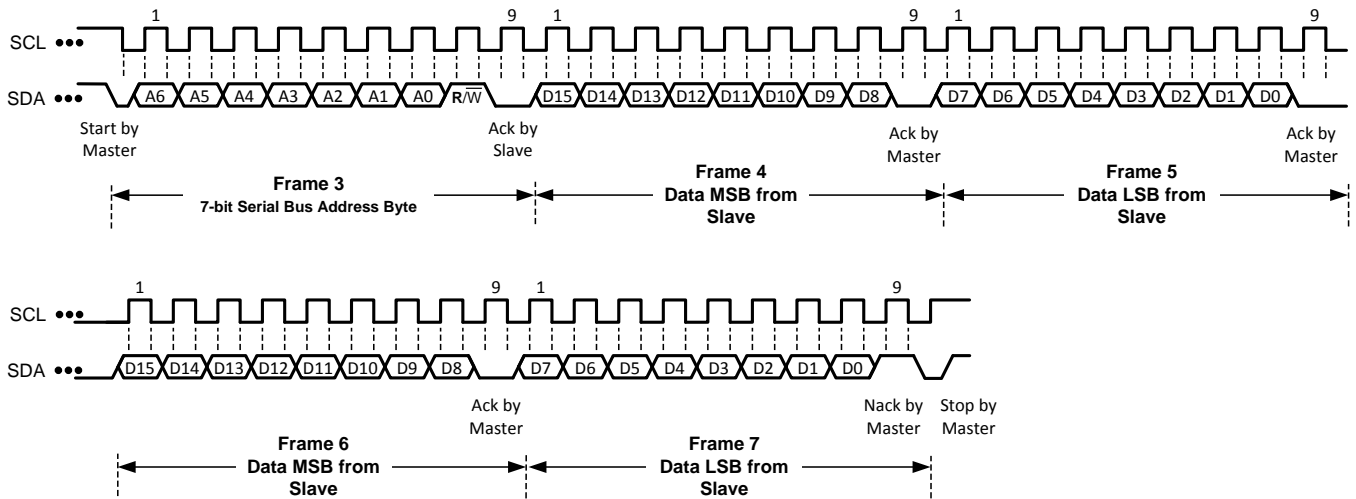 1 9 1 9 1 9
SCL •••
SDA ••• A6 A5 A4 A3 A2 A1 A0 R/W̅ D15 D14 D13 D12 D11 D10 D9 D8 D7 D6 D5 D4 D3 D2 D1 D0
Start by
Master
Ack by
Slave
Ack by
Master
Ack by
Master
Frame 3
7-bit Serial Bus Address Byte
Frame 4
Data MSB from
Slave
Frame 5
Data LSB from
Slave
1 9 1 9
SCL •••
SDA ••• D15 D14 D13 D12 D11 D10 D9 D8 D7 D6 D5 D4 D3 D2 D1 D0
Ack by
Master
Nack by
Master
Stop by
Master
Frame 6
Data MSB from
Slave
Frame 7
Data LSB from
Slave